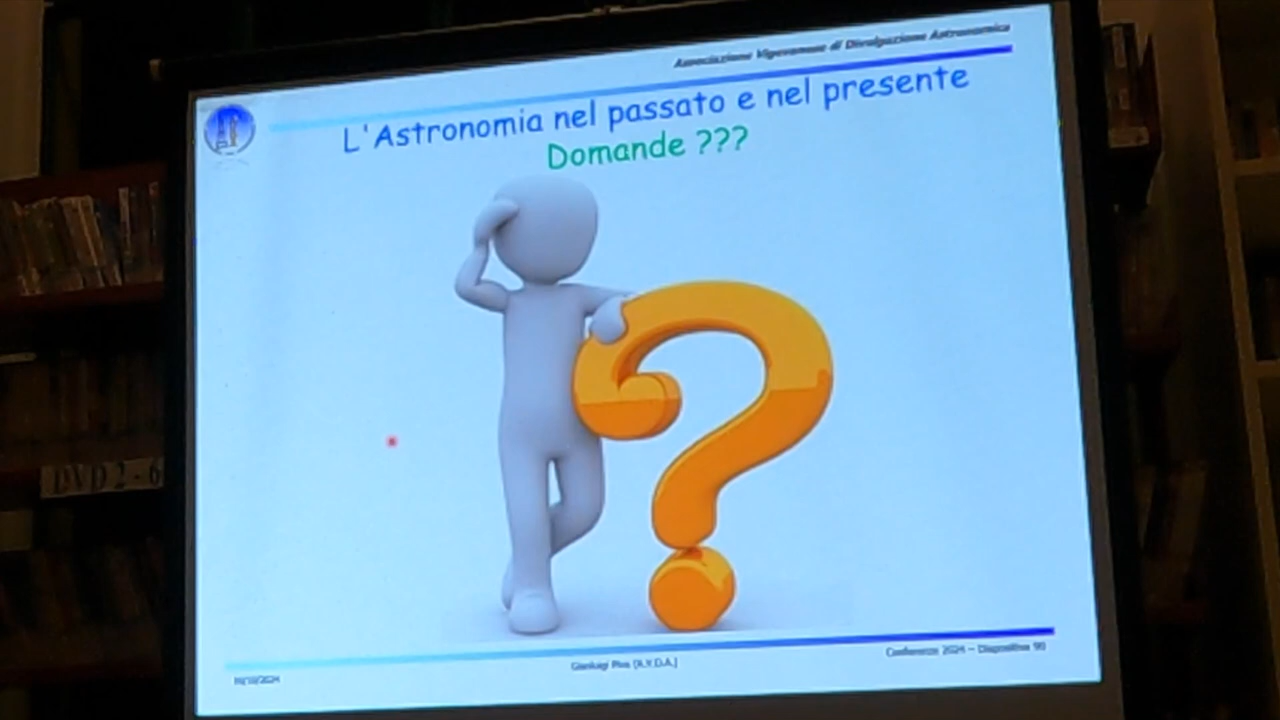 Associazione Vigevanese di Divulgazione Astronomica
L'Astronomia nel passato e nel presente
Domande ???
DVD 2 - 6
Gianluigi Piva (A.V.D.A.)
Conferenze 2024 - Diapositiva 90